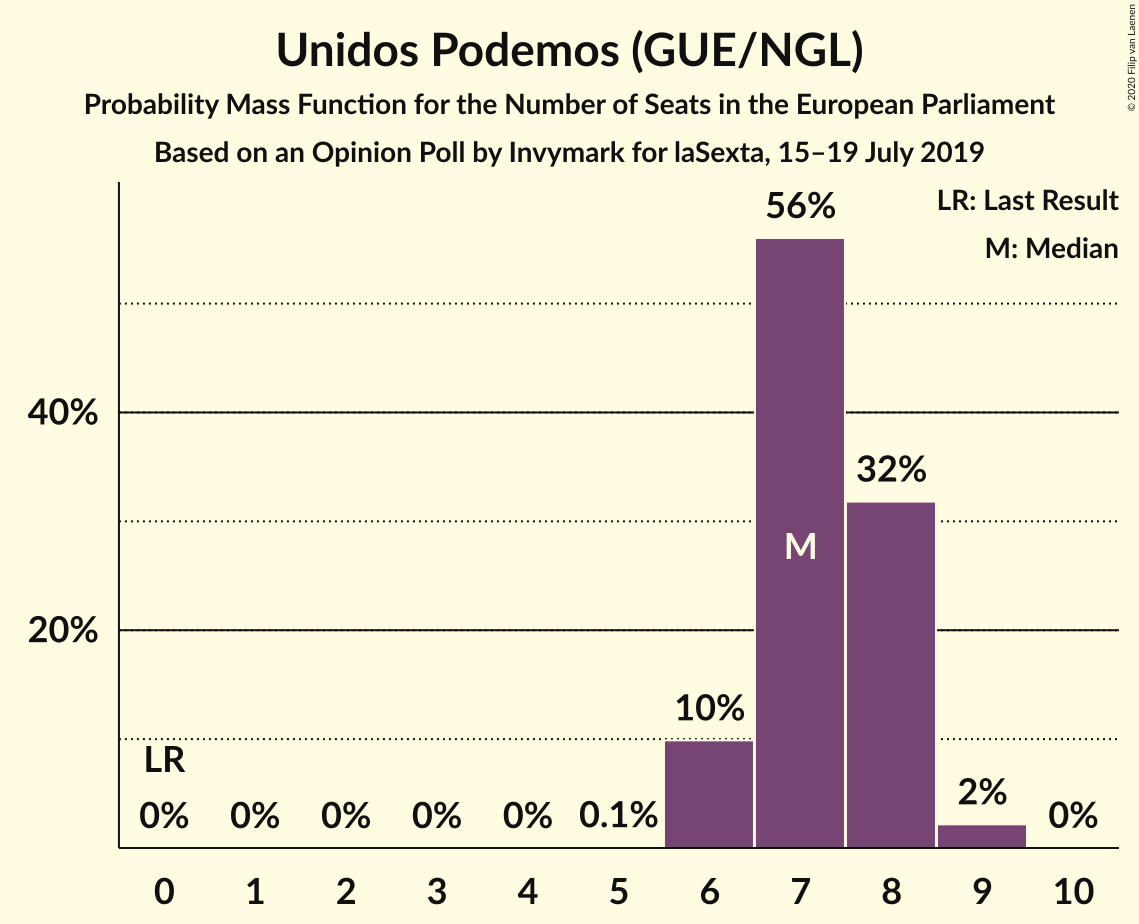 Unidos Podemos (GUE/NGL)
Probability Mass Function for the Number of Seats in the European Parliament
Based on an Opinion Poll by Invymark for laSexta, 15–19 July 2019
© 2020 Filip van Laenen
LR: Last Result
M: Median
56%
40%
32%
M
20%
10%
LR
0%
0%
0%
0%
0%
0.1%
2%
0%
0 1 2 3 4 5 6 7 8 9 10